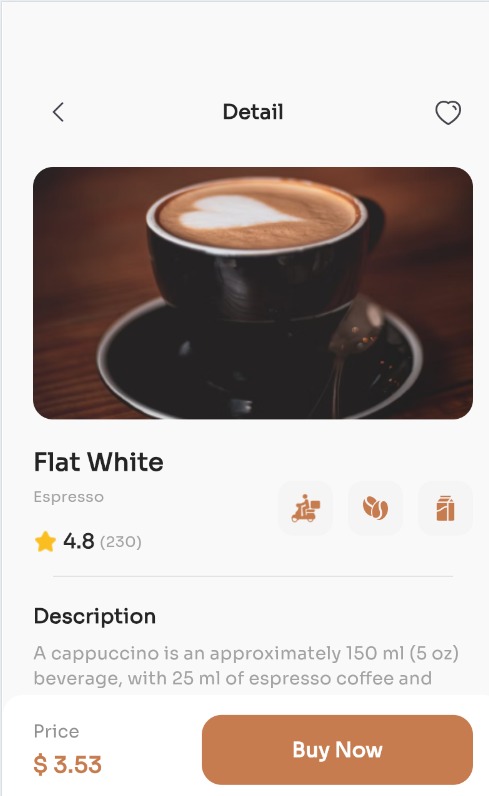 Detail
Flat White
Espresso
4.8 (230)
Description
A cappuccino is an approximately 150 ml (5 oz)
beverage, with 25 ml of espresso coffee and
Price
$ 3.53
Buy Now